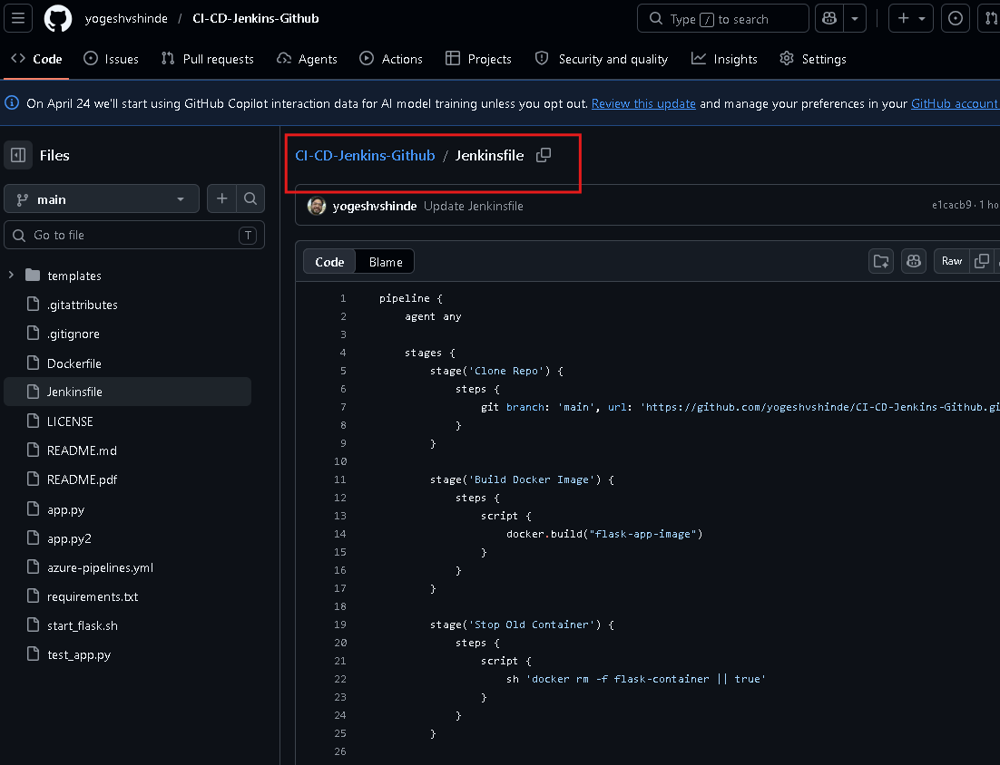 yogeshvshinde / CI-CD-Jenkins-Github
Type / to search
Code Issues Pull requests Agents Actions Projects Security and quality Insights Settings
On April 24 we'll start using GitHub Copilot interaction data for AI model training unless you opt out. Review this update and manage your preferences in your GitHub account
Files
main
Go to file T
templates
.gitattributes
.gitignore
Dockerfile
Jenkinsfile
LICENSE
README.md
README.pdf
app.py
app.py2
azure-pipelines.yml
requirements.txt
start_flask.sh
test_app.py
CI-CD-Jenkins-Github / Jenkinsfile
yogeshvshinde Update Jenkinsfile
e1cacb9 · 1 ho
Code Blame
Raw
1 pipeline {
2 agent any
3
4 stages {
5 stage('Clone Repo') {
6 steps {
7 git branch: 'main', url: 'https://github.com/yogeshvshinde/CI-CD-Jenkins-Github.gi
8 }
9 }
10
11 stage('Build Docker Image') {
12 steps {
13 script {
14 docker.build("flask-app-image")
15 }
16 }
17 }
18
19 stage('Stop Old Container') {
20 steps {
21 script {
22 sh 'docker rm -f flask-container || true'
23 }
24 }
25 }
26